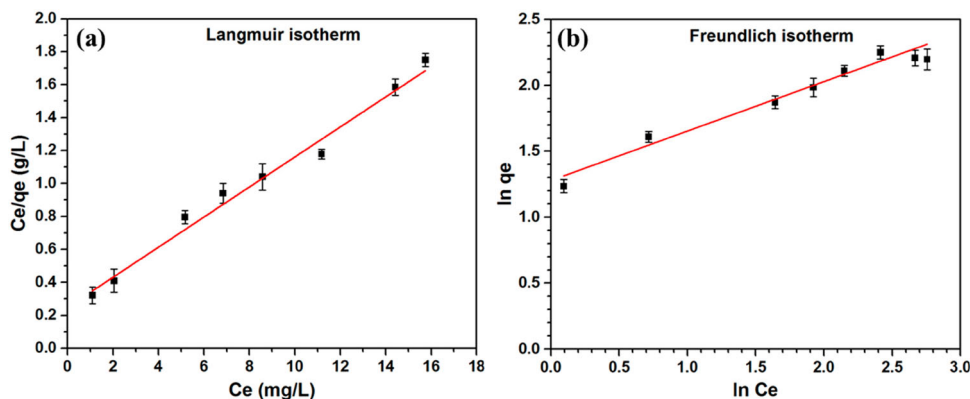 (a)
Langmuir isotherm
Ce/qe (g/L)
2.0
1.8
1.6
1.4
1.2
1.0
0.8
0.6
0.4
0.2
0.0
0 2 4 6 8 10 12 14 16 18
Ce (mg/L)
(b)
Freundlich isotherm
ln qe
2.5
2.0
1.5
1.0
0.5
0.0
0.0 0.5 1.0 1.5 2.0 2.5 3.0
ln Ce